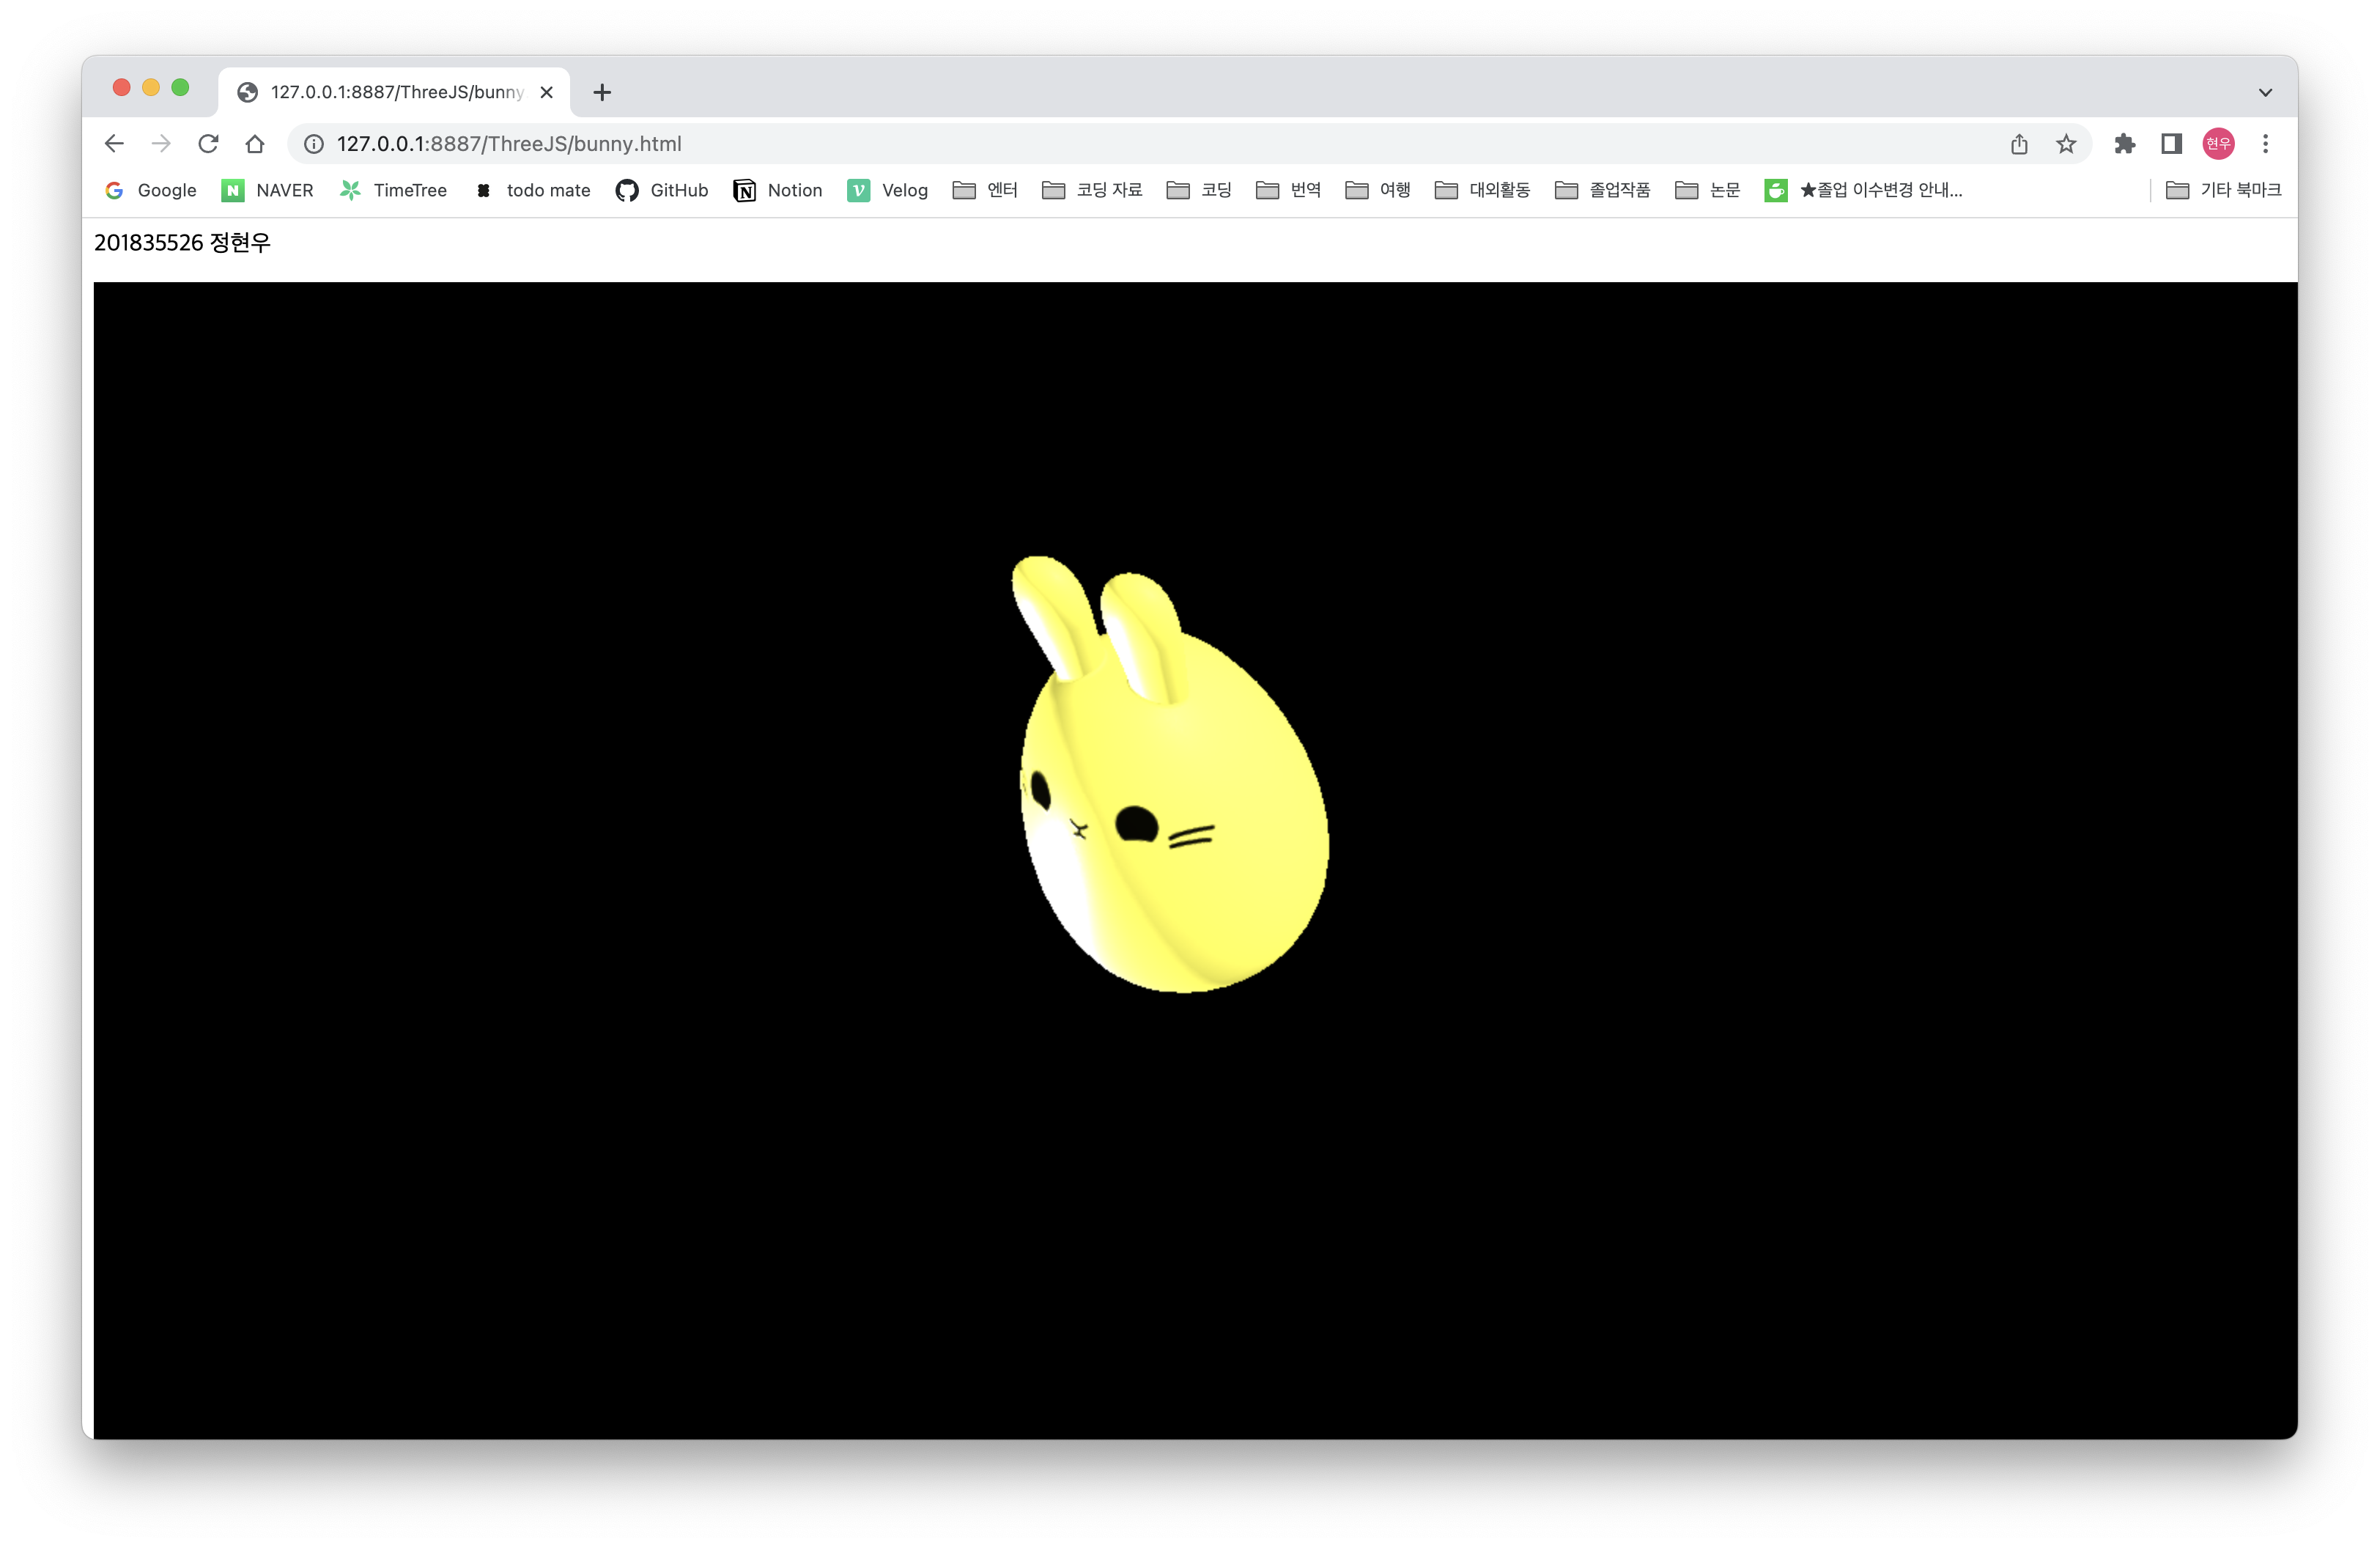 127.0.0.1:8887/ThreeJS/bunny
127.0.0.1:8887/ThreeJS/bunny.html
현우
Google NAVER TimeTree todo mate GitHub Notion Velog 엔터 코딩 자료 코딩 번역 여행 대외활동 졸업작품 논문 ★졸업 이수변경 안내... 기타 북마크
201835526 정현우